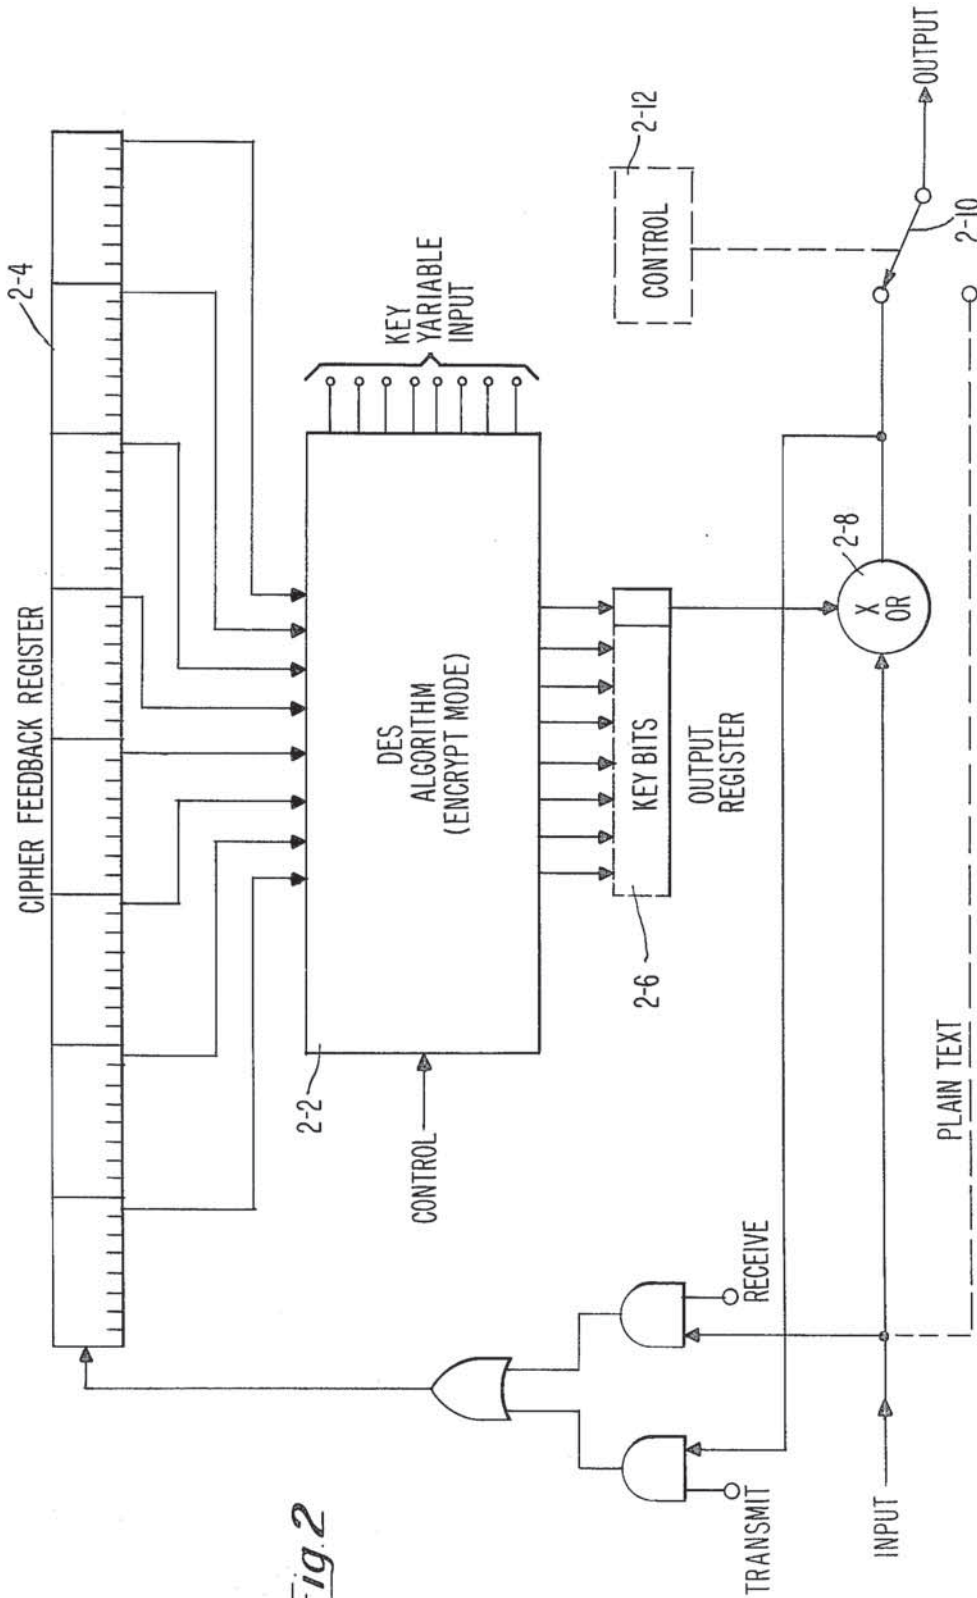 CIPHER FEEDBACK REGISTER
2-4
2-2
CONTROL
DES
ALGORITHM
(ENCRYPT MODE)
KEY
YARIABLE
INPUT
2-6
KEY BITS
OUTPUT
REGISTER
CONTROL
2-12
TRANSMIT
RECEIVE
X
OR
2-8
INPUT
PLAIN TEXT
2-10
OUTPUT
Fig. 2